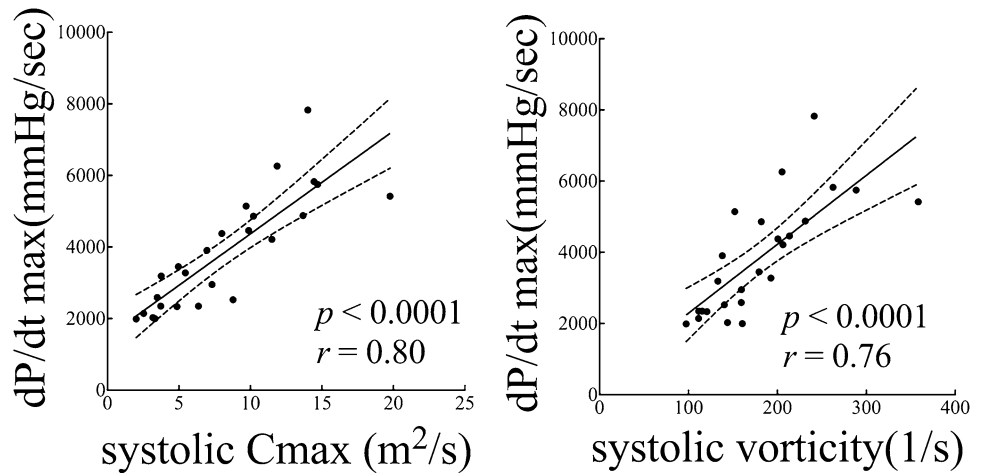 dP/dt max(mmHg/sec)
10000
8000
6000
4000
2000
0
p < 0.0001
r = 0.80
0 5 10 15 20 25
systolic Cmax (m²/s)
dP/dt max(mmHg/sec)
10000
8000
6000
4000
2000
0
p < 0.0001
r = 0.76
0 100 200 300 400
systolic vorticity(1/s)